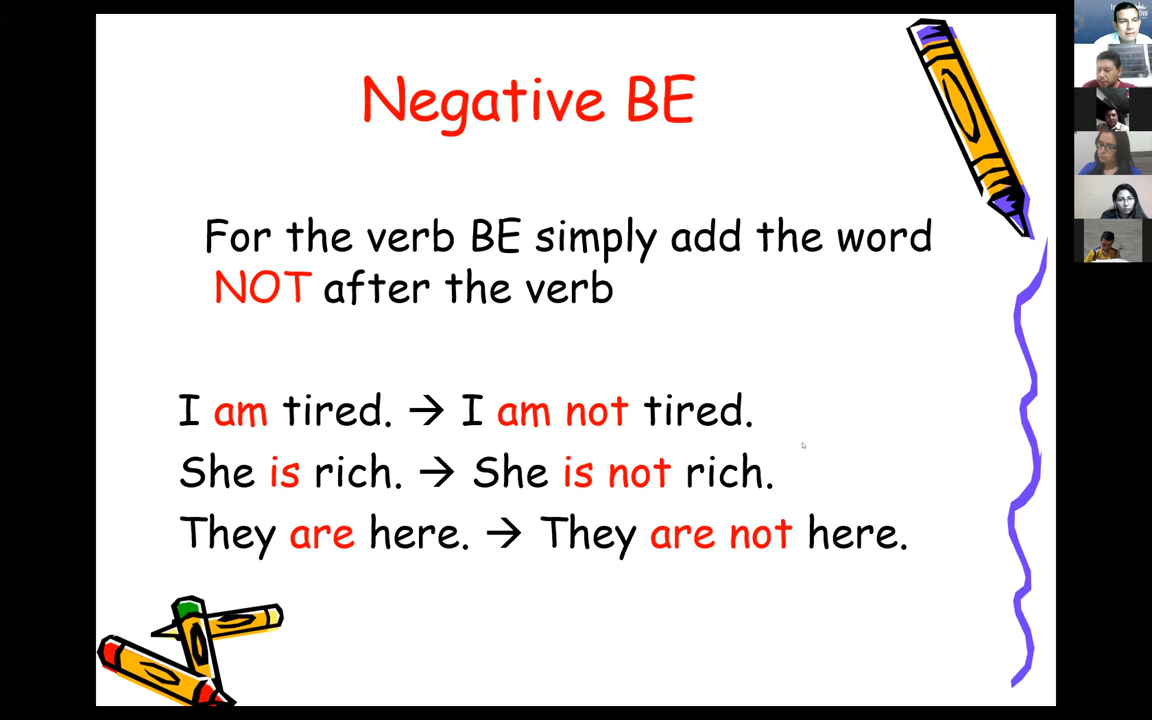 Negative BE
For the verb BE simply add the word
NOT after the verb
I am tired. → I am not tired.
She is rich. → She is not rich.
They are here. → They are not here.